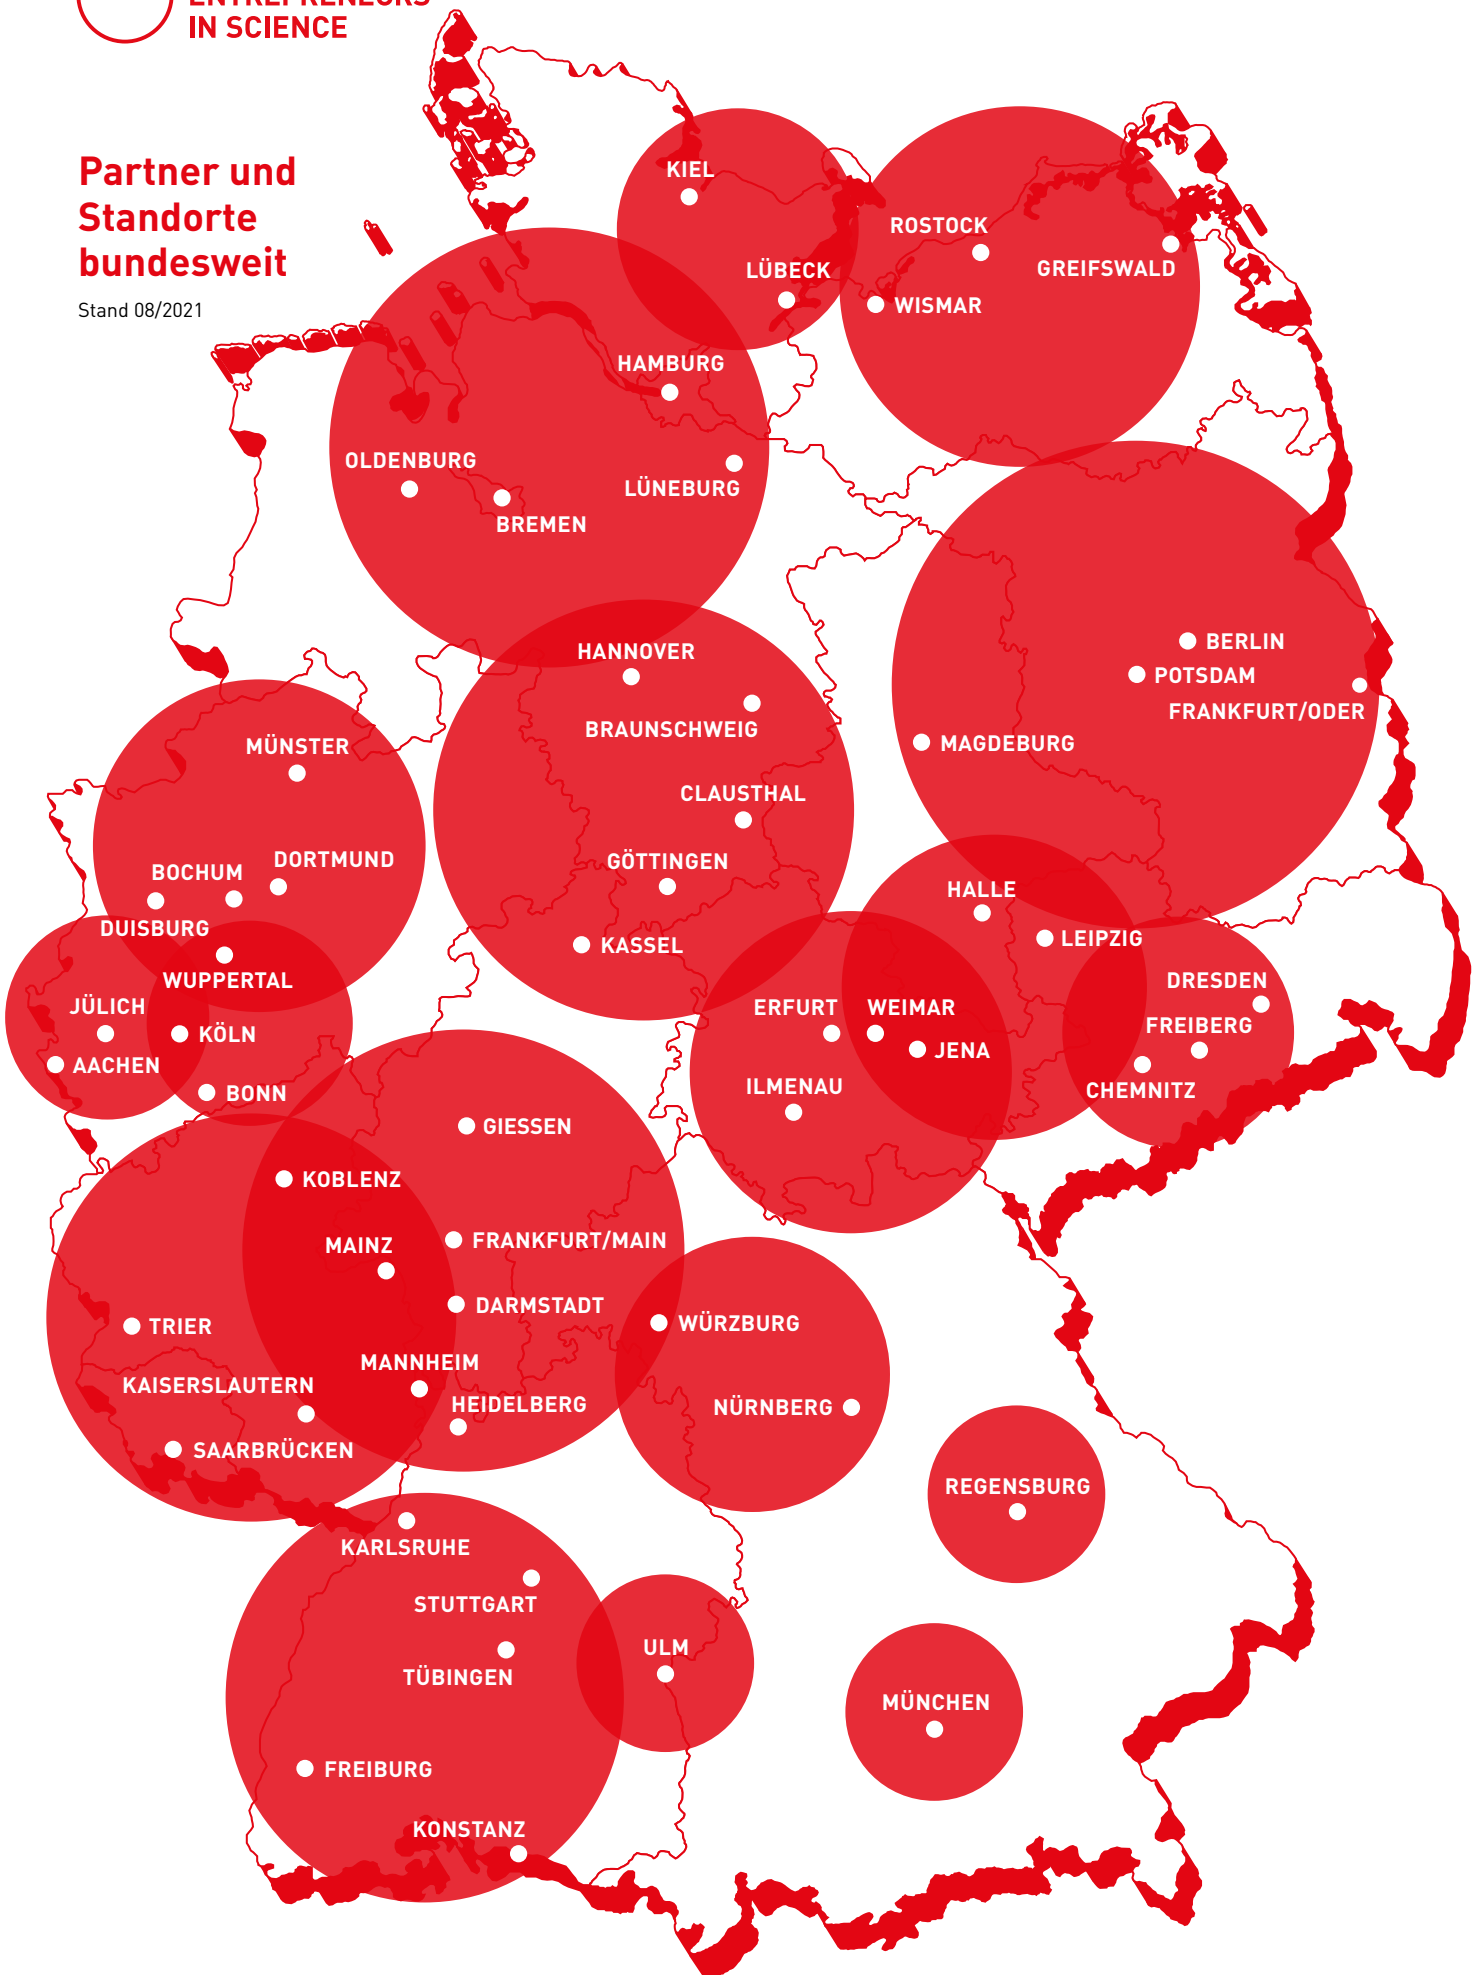 ENTREPRENEURS
IN SCIENCE
Partner und
Standorte
bundesweit
Stand 08/2021
KIEL
ROSTOCK
GREIFSWALD
LÜBECK
WISMAR
HAMBURG
OLDENBURG
LÜNEBURG
BREMEN
HANNOVER
BERLIN
POTSDAM
FRANKFURT/ODER
BRAUNSCHWEIG
MAGDEBURG
MÜNSTER
CLAUSTHAL
BOCHUM
DORTMUND
GÖTTINGEN
HALLE
DUISBURG
KASSEL
LEIPZIG
WUPPERTAL
DRESDEN
JÜLICH
KÖLN
ERFURT
WEIMAR
FREIBERG
AACHEN
JENA
BONN
ILMENAU
CHEMNITZ
GIESSEN
KOBLENZ
MAINZ
FRANKFURT/MAIN
DARMSTADT
TRIER
WÜRZBURG
MANNHEIM
KAISERSLAUTERN
HEIDELBERG
NÜRNBERG
SAARBRÜCKEN
REGENSBURG
KARLSRUHE
STUTTGART
ULM
TÜBINGEN
MÜNCHEN
FREIBURG
KONSTANZ